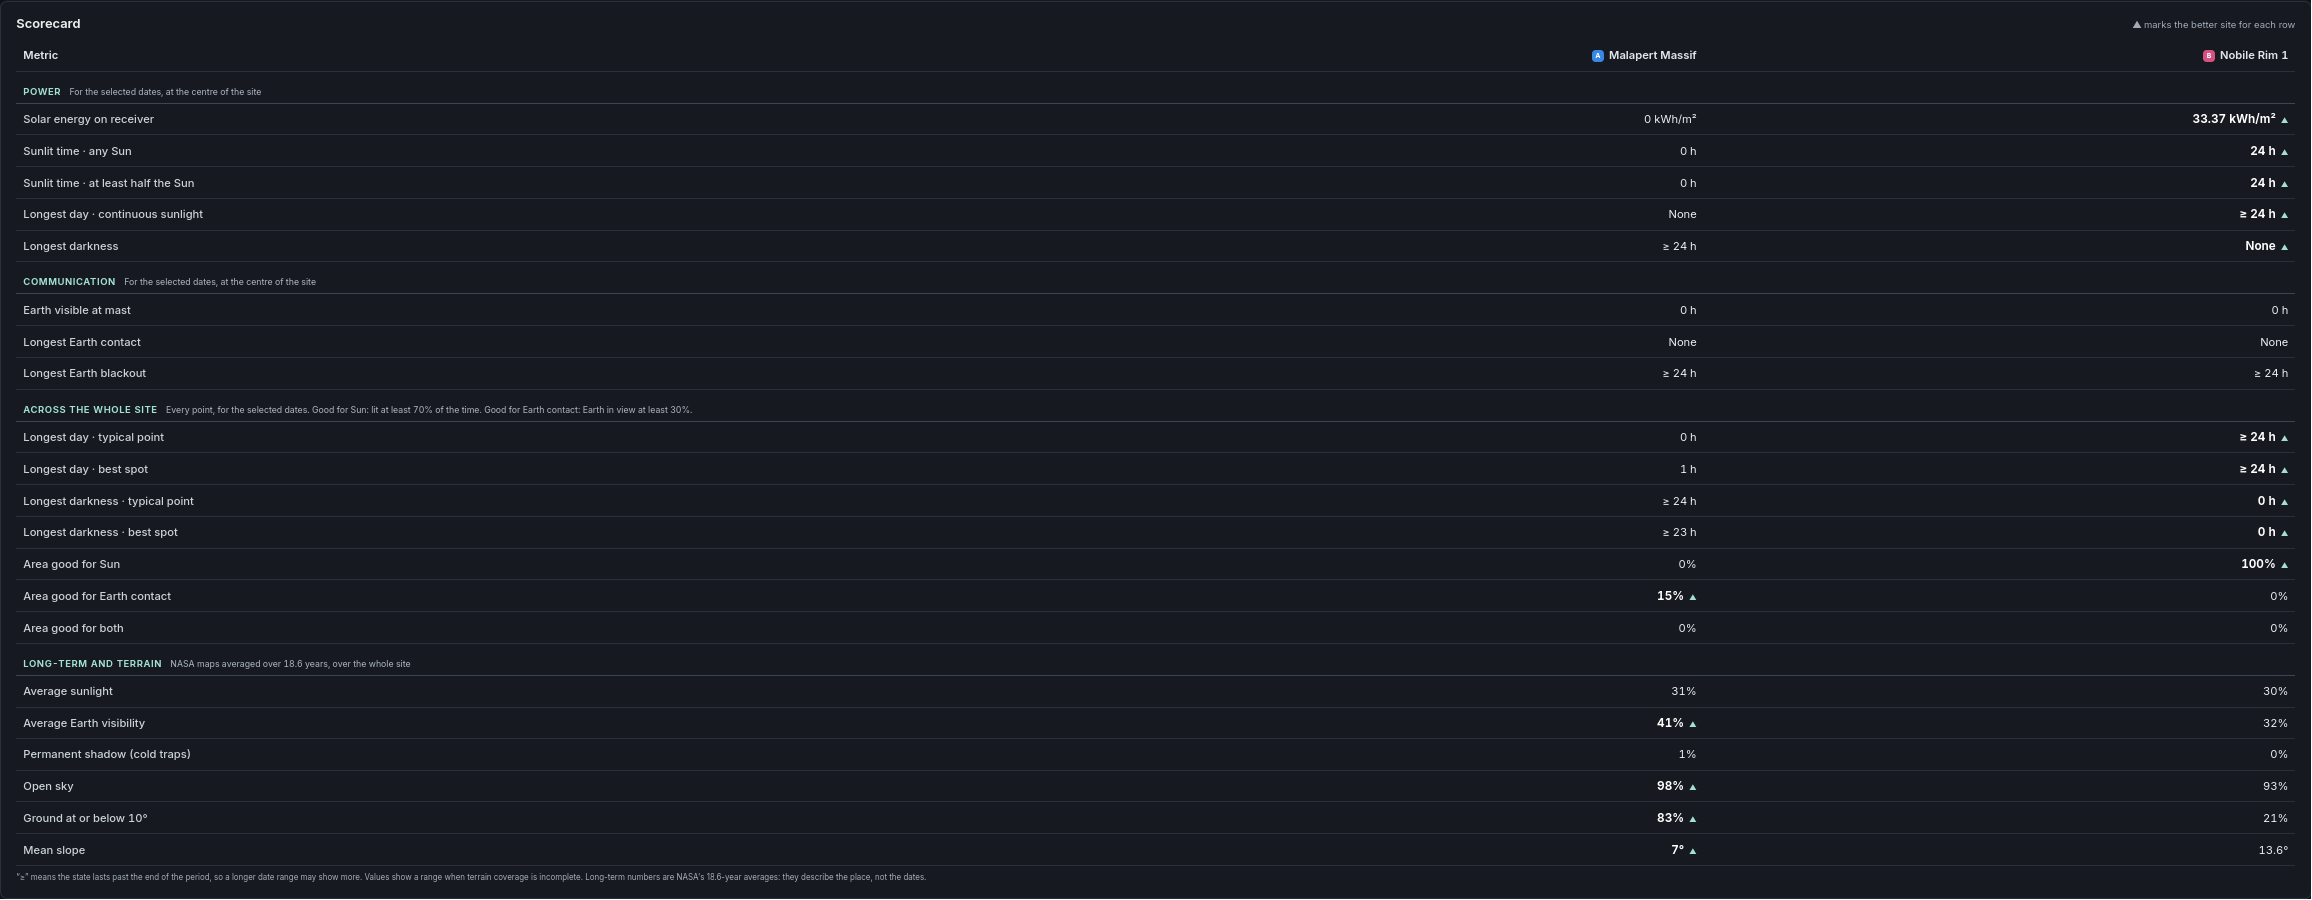 Scorecard
▲ marks the better site for each row
Metric A Malapert Massif B Nobile Rim 1
POWER For the selected dates, at the centre of the site
Solar energy on receiver 0 kWh/m² 33.37 kWh/m² ▲
Sunlit time · any Sun 0 h 24 h ▲
Sunlit time · at least half the Sun 0 h 24 h ▲
Longest day · continuous sunlight None ≥ 24 h ▲
Longest darkness ≥ 24 h None ▲
COMMUNICATION For the selected dates, at the centre of the site
Earth visible at mast 0 h 0 h
Longest Earth contact None None
Longest Earth blackout ≥ 24 h ≥ 24 h
ACROSS THE WHOLE SITE Every point, for the selected dates. Good for Sun: lit at least 70% of the time. Good for Earth contact: Earth in view at least 30%.
Longest day · typical point 0 h ≥ 24 h ▲
Longest day · best spot 1 h ≥ 24 h ▲
Longest darkness · typical point ≥ 24 h 0 h ▲
Longest darkness · best spot ≥ 23 h 0 h ▲
Area good for Sun 0% 100% ▲
Area good for Earth contact 15% ▲ 0%
Area good for both 0% 0%
LONG-TERM AND TERRAIN NASA maps averaged over 18.6 years, over the whole site
Average sunlight 31% 30%
Average Earth visibility 41% ▲ 32%
Permanent shadow (cold traps) 1% 0%
Open sky 98% ▲ 93%
Ground at or below 10° 83% ▲ 21%
Mean slope 7° ▲ 13.6°
"≥" means the state lasts past the end of the period, so a longer date range may show more. Values show a range when terrain coverage is incomplete. Long-term numbers are NASA's 18.6-year averages: they describe the place, not the dates.